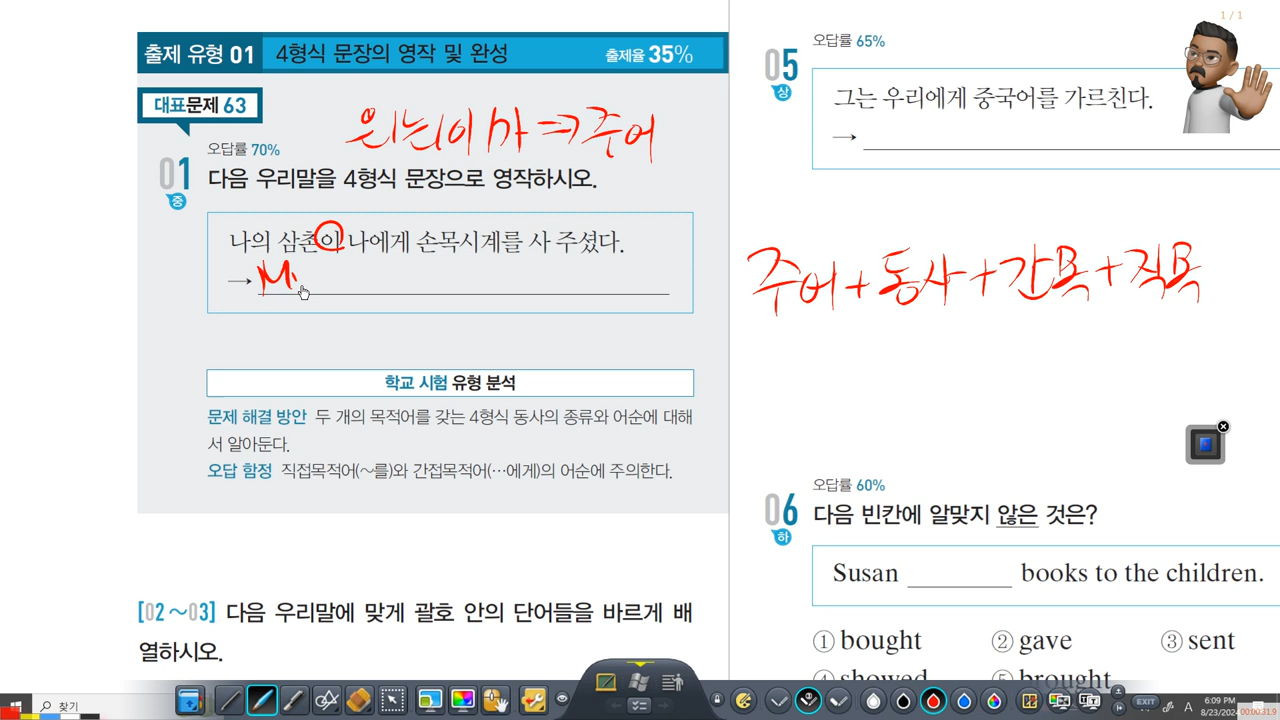 1 / 1
출제 유형 01 4형식 문장의 영작 및 완성 출제율 35%
대표문제 63
은/는/이/가 ⇒ 주어
오답률 70%
01 다음 우리말을 4형식 문장으로 영작하시오.
중
나의 삼촌이 나에게 손목시계를 사 주셨다.
→ M
학교 시험 유형 분석
문제 해결 방안 두 개의 목적어를 갖는 4형식 동사의 종류와 어순에 대해
서 알아둔다.
오답 함정 직접목적어(~를)와 간접목적어(…에게)의 어순에 주의한다.
[02~03] 다음 우리말에 맞게 괄호 안의 단어들을 바르게 배
열하시오.
오답률 65%
05
상
그는 우리에게 중국어를 가르친다.
→
주어 + 동사 + 간목 + 직목
오답률 60%
06 다음 빈칸에 알맞지 않은 것은?
하
Susan ________ books to the children.
① bought ② gave ③ sent
④ showed ⑤ brought
찾기
EXIT
A
6:09 PM
00:00:31.9